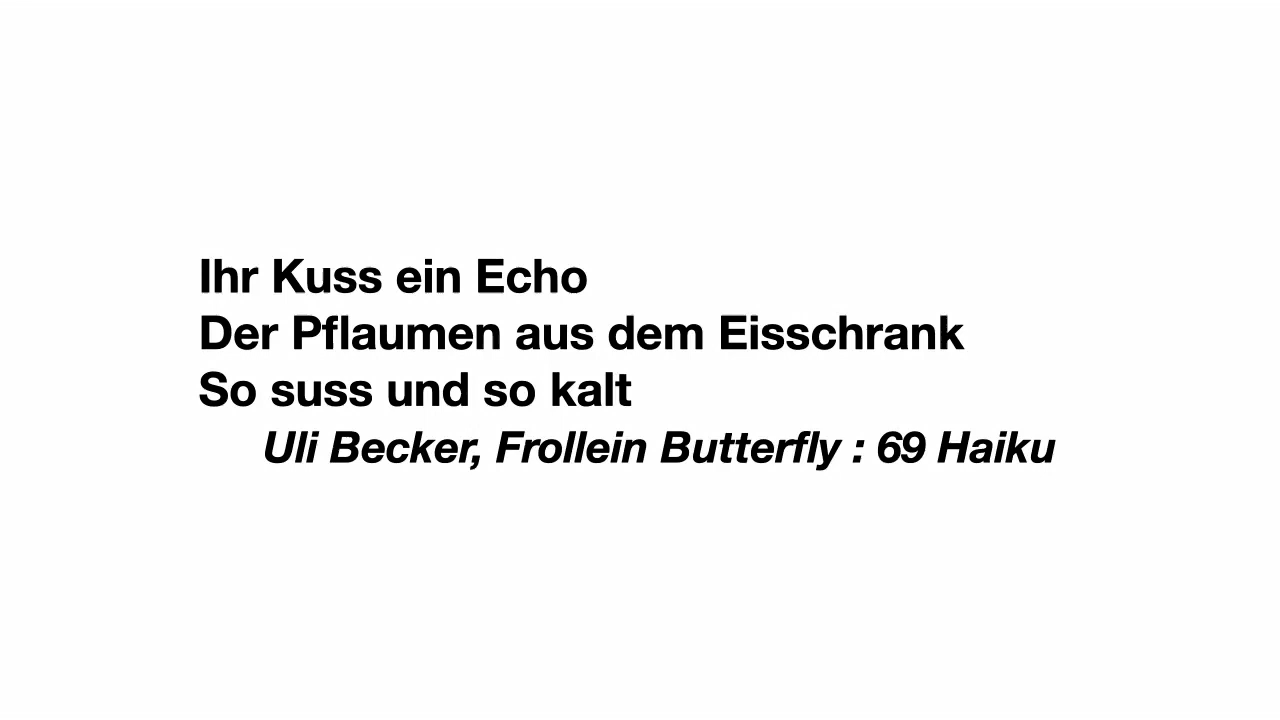 Ihr Kuss ein Echo
Der Pflaumen aus dem Eisschrank
So suss und so kalt
Uli Becker, Frollein Butterfly : 69 Haiku